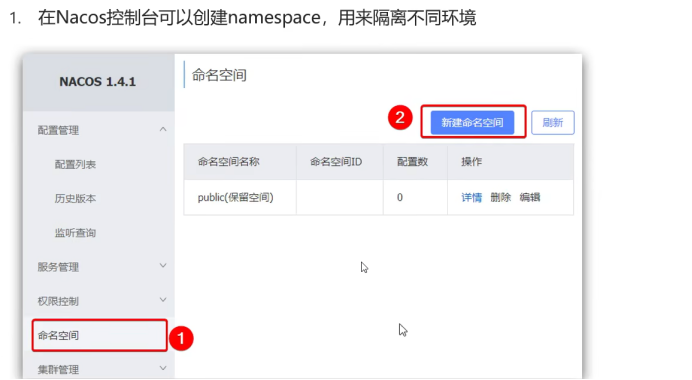 1. 在Nacos控制台可以创建namespace，用来隔离不同环境
NACOS 1.4.1
命名空间
配置管理
2
新建命名空间
刷新
配置列表
命名空间名称 命名空间ID 配置数 操作
历史版本
public(保留空间) 0 详情 删除 编辑
监听查询
服务管理
权限控制
命名空间
1
集群管理